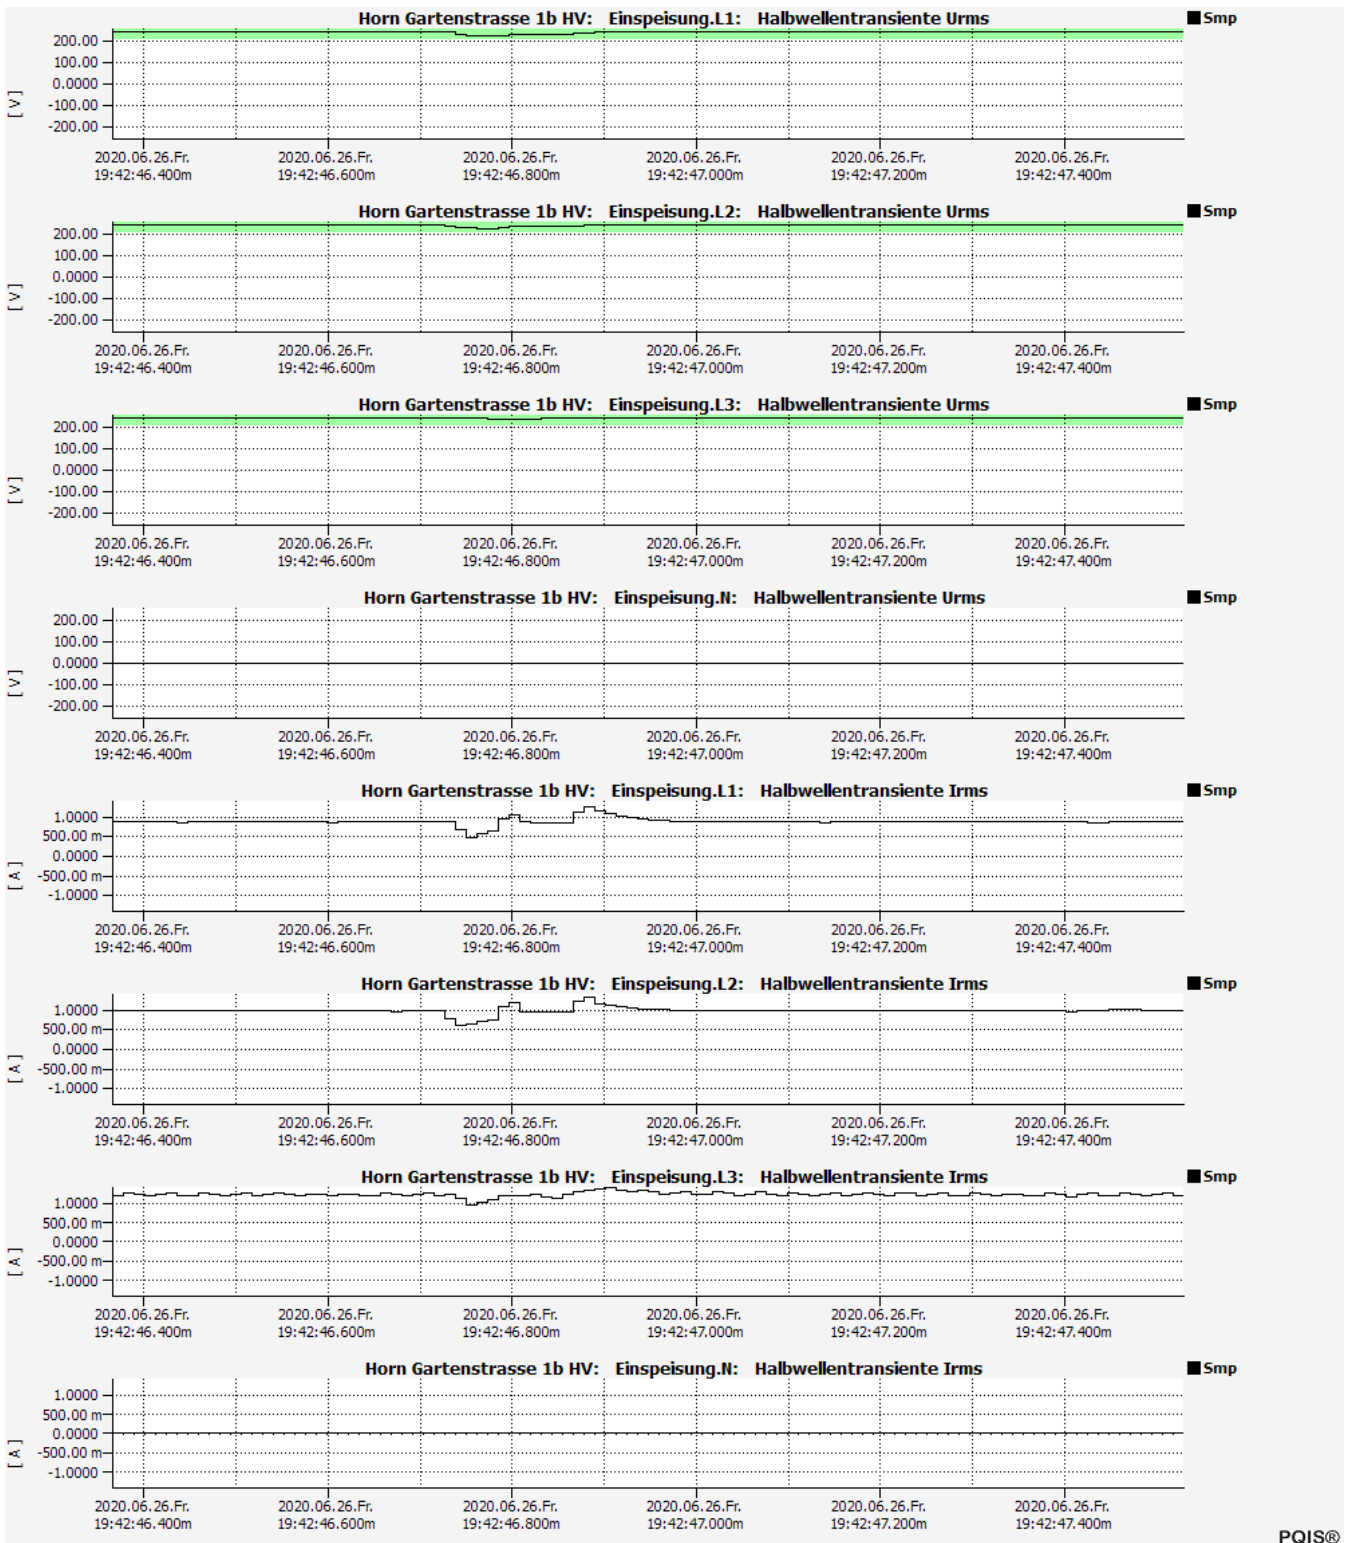 Horn Gartenstrasse 1b HV: Einspeisung.L1: Halbwellentransiente Urms
Smp
200.00
100.00
0.0000
-100.00
-200.00
[ V ]
2020.06.26.Fr. 2020.06.26.Fr. 2020.06.26.Fr. 2020.06.26.Fr. 2020.06.26.Fr. 2020.06.26.Fr.
19:42:46.400m 19:42:46.600m 19:42:46.800m 19:42:47.000m 19:42:47.200m 19:42:47.400m
Horn Gartenstrasse 1b HV: Einspeisung.L2: Halbwellentransiente Urms
Smp
200.00
100.00
0.0000
-100.00
-200.00
[ V ]
2020.06.26.Fr. 2020.06.26.Fr. 2020.06.26.Fr. 2020.06.26.Fr. 2020.06.26.Fr. 2020.06.26.Fr.
19:42:46.400m 19:42:46.600m 19:42:46.800m 19:42:47.000m 19:42:47.200m 19:42:47.400m
Horn Gartenstrasse 1b HV: Einspeisung.L3: Halbwellentransiente Urms
Smp
200.00
100.00
0.0000
-100.00
-200.00
[ V ]
2020.06.26.Fr. 2020.06.26.Fr. 2020.06.26.Fr. 2020.06.26.Fr. 2020.06.26.Fr. 2020.06.26.Fr.
19:42:46.400m 19:42:46.600m 19:42:46.800m 19:42:47.000m 19:42:47.200m 19:42:47.400m
Horn Gartenstrasse 1b HV: Einspeisung.N: Halbwellentransiente Urms
Smp
200.00
100.00
0.0000
-100.00
-200.00
[ V ]
2020.06.26.Fr. 2020.06.26.Fr. 2020.06.26.Fr. 2020.06.26.Fr. 2020.06.26.Fr. 2020.06.26.Fr.
19:42:46.400m 19:42:46.600m 19:42:46.800m 19:42:47.000m 19:42:47.200m 19:42:47.400m
Horn Gartenstrasse 1b HV: Einspeisung.L1: Halbwellentransiente Irms
Smp
1.0000
500.00 m
0.0000
-500.00 m
-1.0000
[ A ]
2020.06.26.Fr. 2020.06.26.Fr. 2020.06.26.Fr. 2020.06.26.Fr. 2020.06.26.Fr. 2020.06.26.Fr.
19:42:46.400m 19:42:46.600m 19:42:46.800m 19:42:47.000m 19:42:47.200m 19:42:47.400m
Horn Gartenstrasse 1b HV: Einspeisung.L2: Halbwellentransiente Irms
Smp
1.0000
500.00 m
0.0000
-500.00 m
-1.0000
[ A ]
2020.06.26.Fr. 2020.06.26.Fr. 2020.06.26.Fr. 2020.06.26.Fr. 2020.06.26.Fr. 2020.06.26.Fr.
19:42:46.400m 19:42:46.600m 19:42:46.800m 19:42:47.000m 19:42:47.200m 19:42:47.400m
Horn Gartenstrasse 1b HV: Einspeisung.L3: Halbwellentransiente Irms
Smp
1.0000
500.00 m
0.0000
-500.00 m
-1.0000
[ A ]
2020.06.26.Fr. 2020.06.26.Fr. 2020.06.26.Fr. 2020.06.26.Fr. 2020.06.26.Fr. 2020.06.26.Fr.
19:42:46.400m 19:42:46.600m 19:42:46.800m 19:42:47.000m 19:42:47.200m 19:42:47.400m
Horn Gartenstrasse 1b HV: Einspeisung.N: Halbwellentransiente Irms
Smp
1.0000
500.00 m
0.0000
-500.00 m
-1.0000
[ A ]
2020.06.26.Fr. 2020.06.26.Fr. 2020.06.26.Fr. 2020.06.26.Fr. 2020.06.26.Fr. 2020.06.26.Fr.
19:42:46.400m 19:42:46.600m 19:42:46.800m 19:42:47.000m 19:42:47.200m 19:42:47.400m
PQIS®